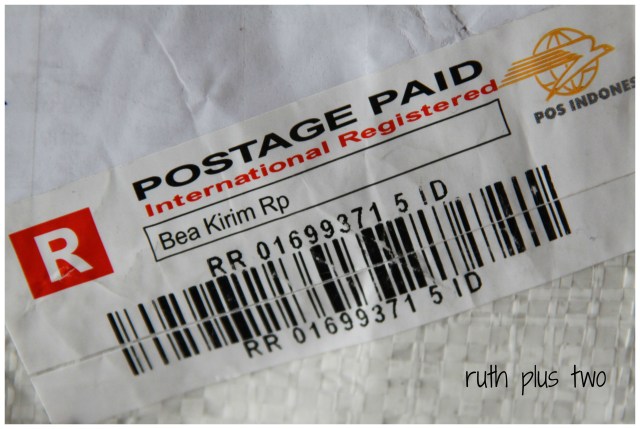 POSTAGE PAID
International Registered
POS INDONES
R
Bea Kirim Rp
RR 01699371 5 ID
RR 01699371 5 ID
ruth plus two